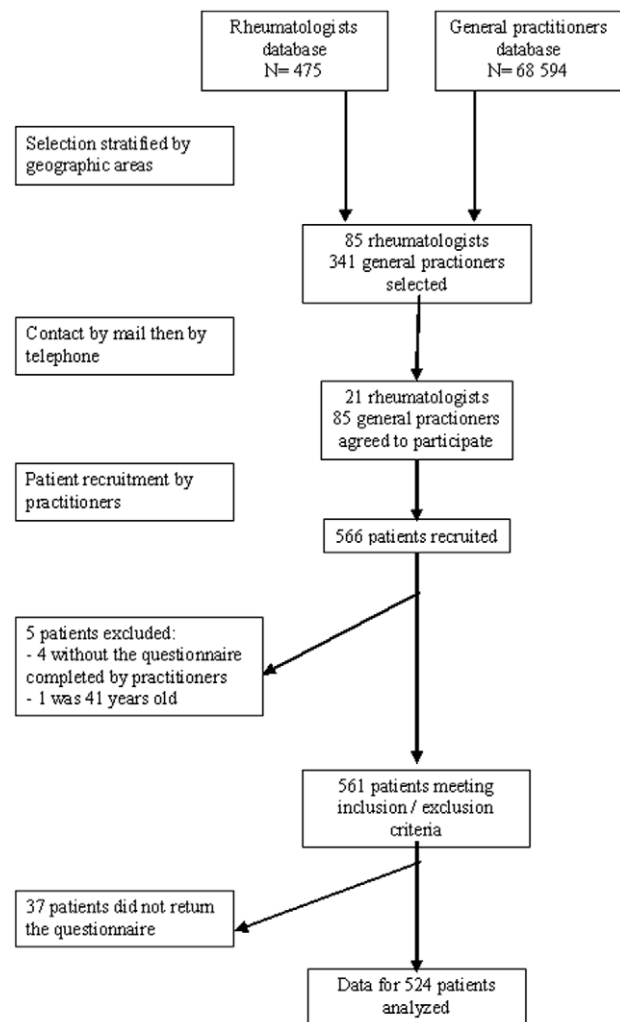 Rheumatologists
database
N= 475
General practitioners
database
N= 68 594
Selection stratified by
geographic areas
85 rheumatologists
341 general practioners
selected
Contact by mail then by
telephone
21 rheumatologists
85 general practioners
agreed to participate
Patient recruitment by
practitioners
566 patients recruited
5 patients excluded:
- 4 without the questionnaire
completed by practitioners
- 1 was 41 years old
561 patients meeting
inclusion / exclusion
criteria
37 patients did not return
the questionnaire
Data for 524 patients
analyzed